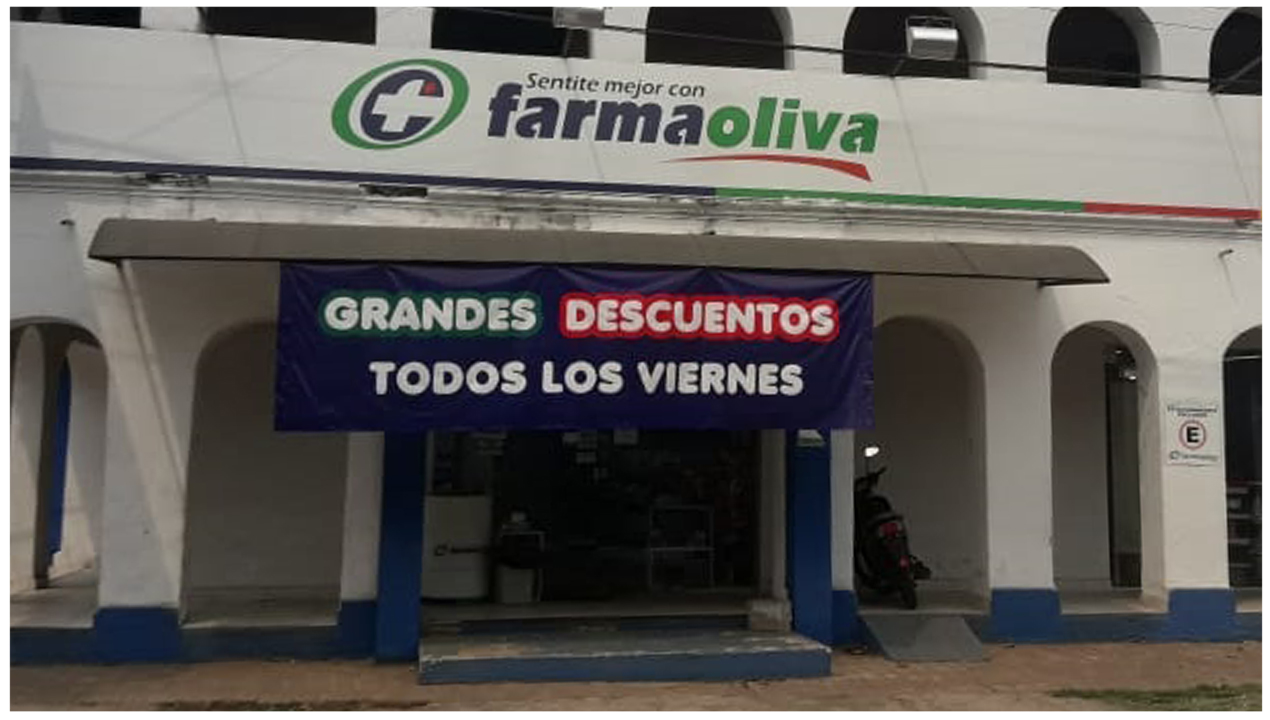 Sentite mejor con
farmaoliva
GRANDES DESCUENTOS
TODOS LOS VIERNES
E